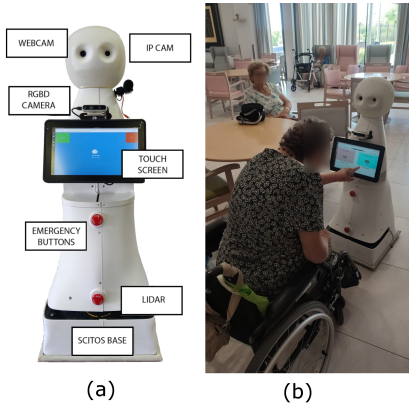 WEBCAM
IP CAM
RGBD
CAMERA
TOUCH
SCREEN
EMERGENCY
BUTTONS
LIDAR
SCITOS BASE
(a)
(b)